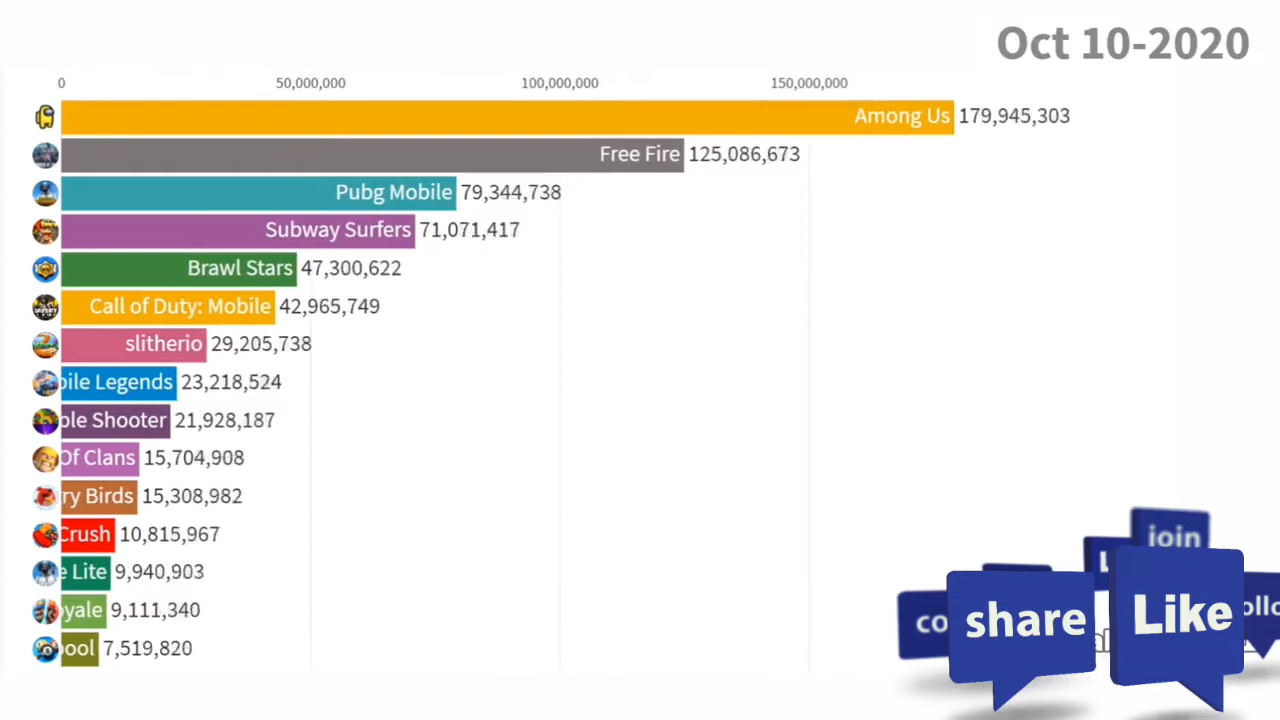 Oct 10-2020
0 50,000,000 100,000,000 150,000,000
Among Us 179,945,303
Free Fire 125,086,673
Pubg Mobile 79,344,738
Subway Surfers 71,071,417
Brawl Stars 47,300,622
Call of Duty: Mobile 42,965,749
slitherio 29,205,738
bile Legends 23,218,524
ble Shooter 21,928,187
Of Clans 15,704,908
ry Birds 15,308,982
Crush 10,815,967
e Lite 9,940,903
yale 9,111,340
ool 7,519,820
join
share
Like
co
ollo